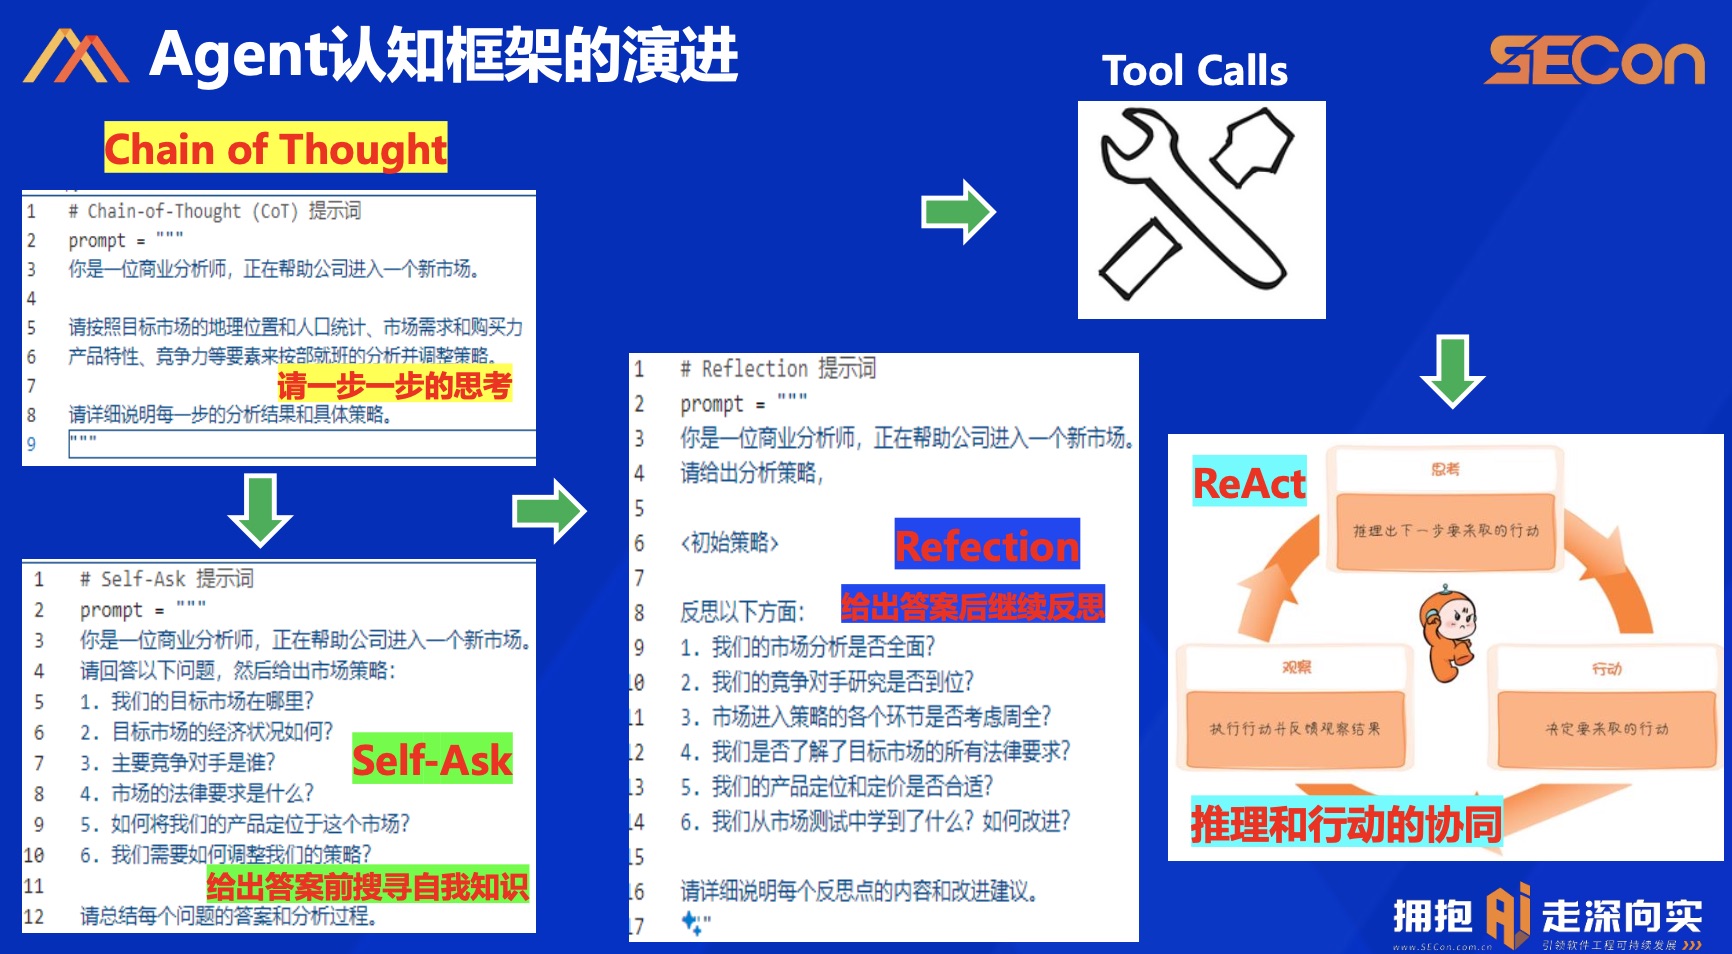 Agent认知框架的演进
SECon
Chain of Thought
1 # Chain-of-Thought (CoT) 提示词
2 prompt = """
3 你是一位商业分析师，正在帮助公司进入一个新市场。
4
5 请按照目标市场的地理位置和人口统计、市场需求和购买力
6 产品特性、竞争力等要素来按部就班的分析并调整策略。
7
请一步一步的思考
8 请详细说明每一步的分析结果和具体策略。
9 """
1 # Self-Ask 提示词
2 prompt = """
3 你是一位商业分析师，正在帮助公司进入一个新市场。
4 请回答以下问题，然后给出市场策略：
5 1. 我们的目标市场在哪里？
6 2. 目标市场的经济状况如何？
7 3. 主要竞争对手是谁？
Self-Ask
8 4. 市场的法律要求是什么？
9 5. 如何将我们的产品定位于这个市场？
10 6. 我们需要如何调整我们的策略？
11
给出答案前搜寻自我知识
12 请总结每个问题的答案和分析过程。
1 # Reflection 提示词
2 prompt = """
3 你是一位商业分析师，正在帮助公司进入一个新市场。
4 请给出分析策略，
5
6 <初始策略>
Refection
7
8 反思以下方面：
给出答案后继续反思
9 1. 我们的市场分析是否全面？
10 2. 我们的竞争对手研究是否到位？
11 3. 市场进入策略的各个环节是否考虑周全？
12 4. 我们是否了解了目标市场的所有法律要求？
13 5. 我们的产品定位和定价是否合适？
14 6. 我们从市场测试中学到了什么？如何改进？
15
16 请详细说明每个反思点的内容和改进建议。
17 "
Tool Calls
ReAct
思考
推理出下一步要采取的行动
观察
执行行动并反馈观察结果
行动
决定要采取的行动
推理和行动的协同
拥抱 Ai 走深向实
www.SECon.com.cn
引领软件工程可持续发展